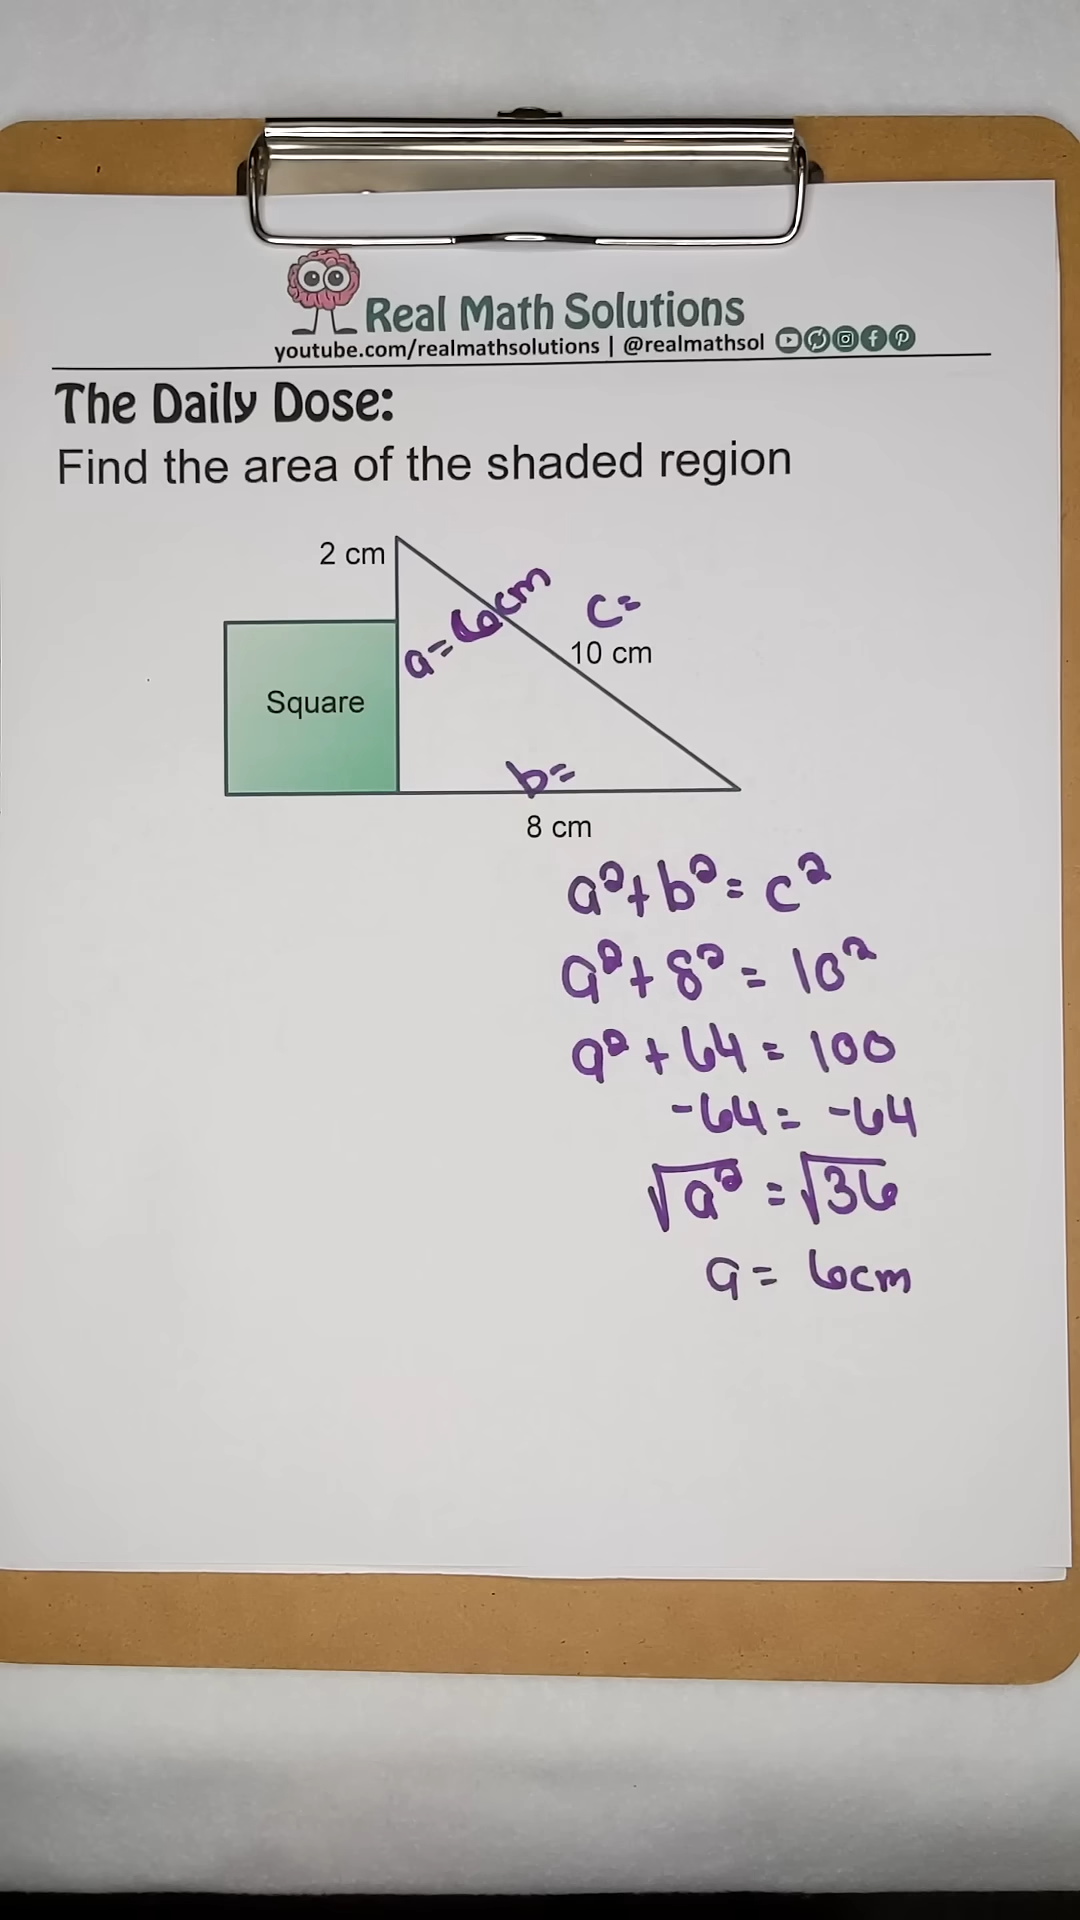 Real Math Solutions
youtube.com/realmathsolutions | @realmathsol
The Daily Dose:
Find the area of the shaded region
2 cm
a=6cm
c=
10 cm
Square
b=
8 cm
a²+b²=c²
a²+8²=10²
a²+64=100
-64=-64
√a²=√36
a=6cm